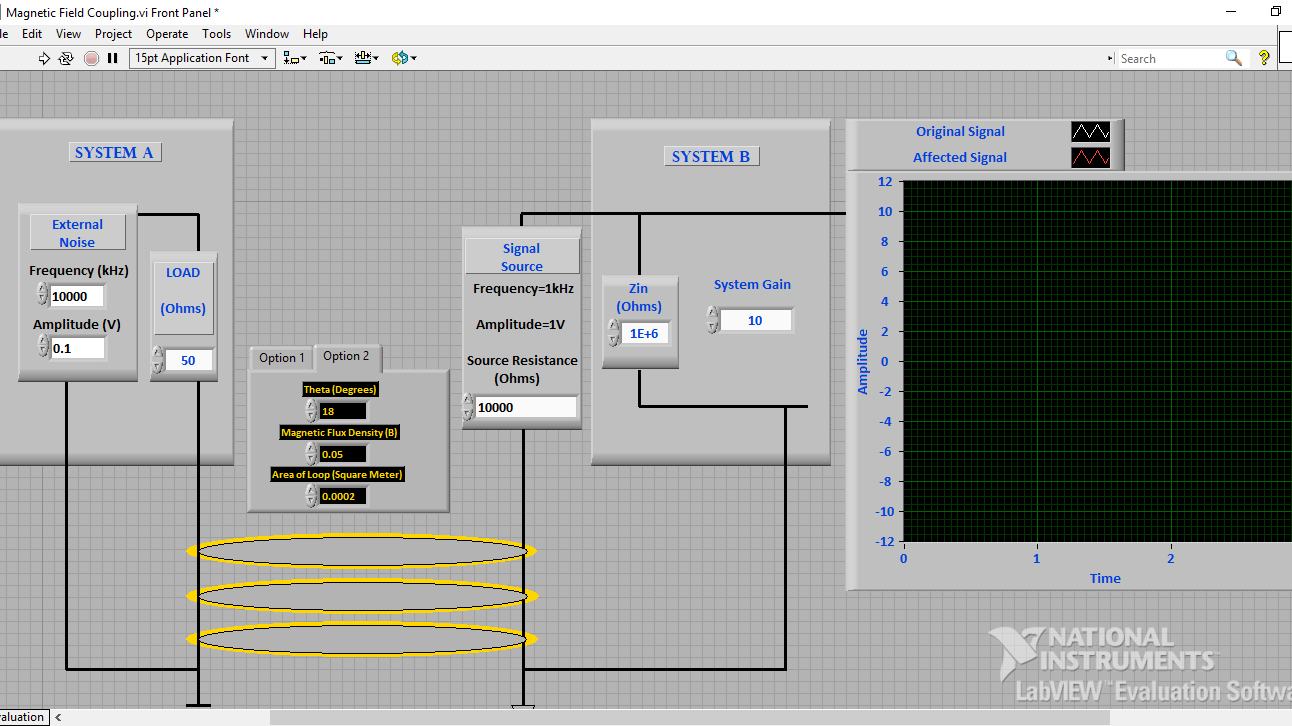 Magnetic Field Coupling.vi Front Panel *
le Edit View Project Operate Tools Window Help
15pt Application Font
Search
?
SYSTEM A
External
Noise
Frequency (kHz)
10000
Amplitude (V)
0.1
LOAD
(Ohms)
50
Option 1
Option 2
Theta (Degrees)
18
Magnetic Flux Density (B)
0.05
Area of Loop (Square Meter)
0.0002
Signal
Source
Frequency=1kHz
Amplitude=1V
Source Resistance
(Ohms)
10000
SYSTEM B
Zin
(Ohms)
1E+6
System Gain
10
Original Signal
Affected Signal
Amplitude
12
10
8
6
4
2
0
-2
-4
-6
-8
-10
-12
0 1 2
Time
NATIONAL
INSTRUMENTS
LabVIEW™ Evaluation Softwa
aluation